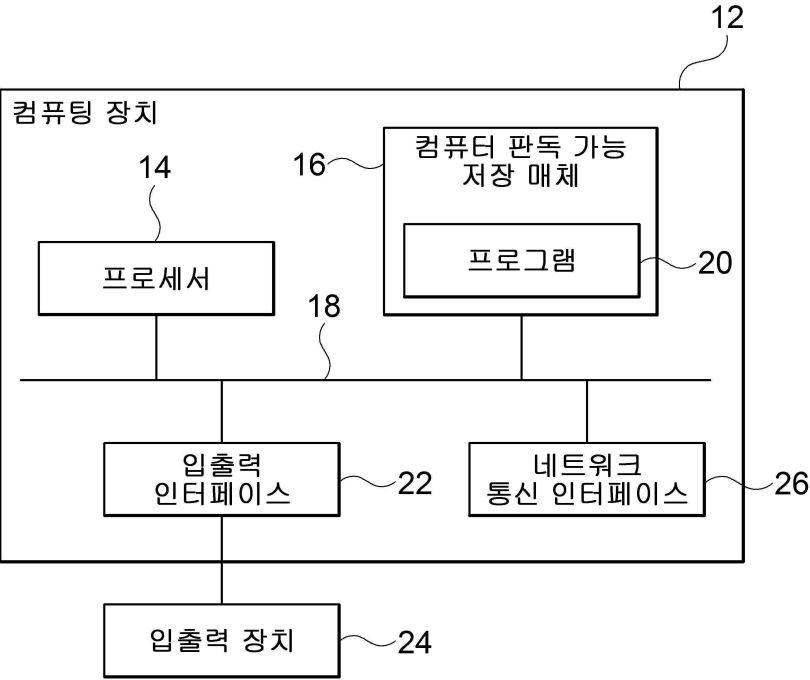 12
컴퓨팅 장치
14
16
컴퓨터 판독 가능
저장 매체
프로세서
프로그램
20
18
입출력
인터페이스
22
네트워크
통신 인터페이스
26
입출력 장치
24